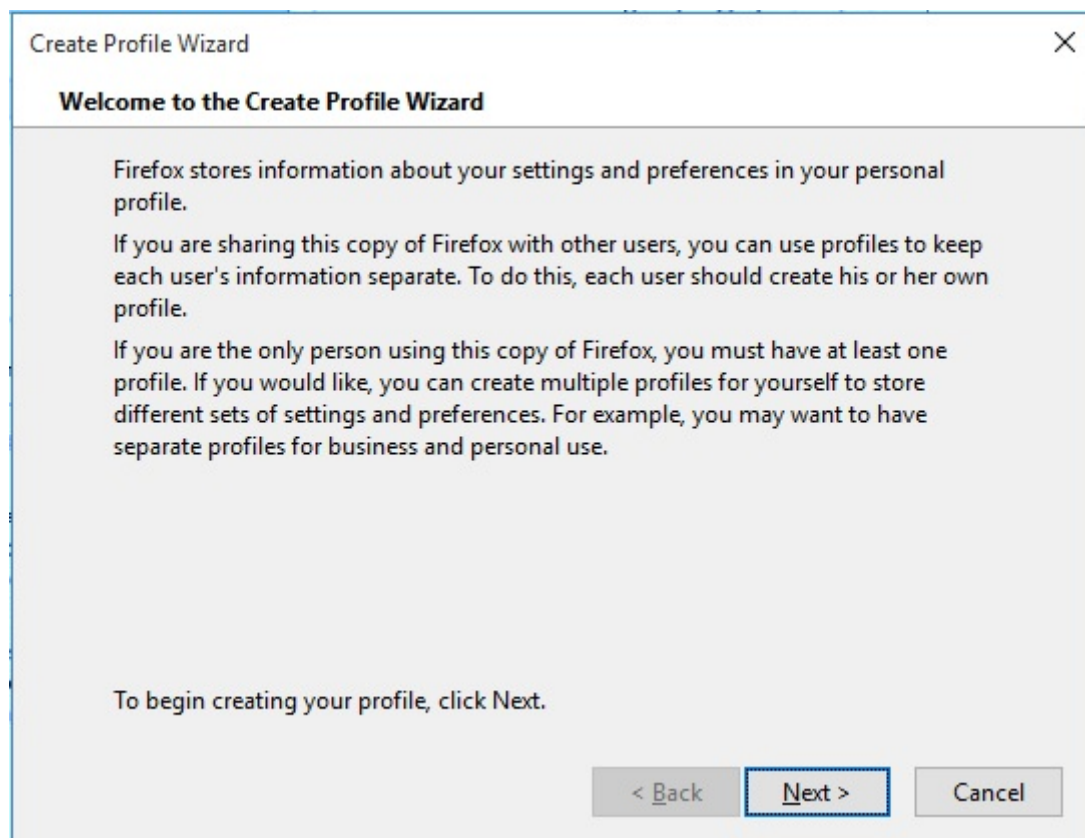 Create Profile Wizard
Welcome to the Create Profile Wizard
Firefox stores information about your settings and preferences in your personal
profile.
If you are sharing this copy of Firefox with other users, you can use profiles to keep
each user's information separate. To do this, each user should create his or her own
profile.
If you are the only person using this copy of Firefox, you must have at least one
profile. If you would like, you can create multiple profiles for yourself to store
different sets of settings and preferences. For example, you may want to have
separate profiles for business and personal use.
To begin creating your profile, click Next.
< Back Next > Cancel